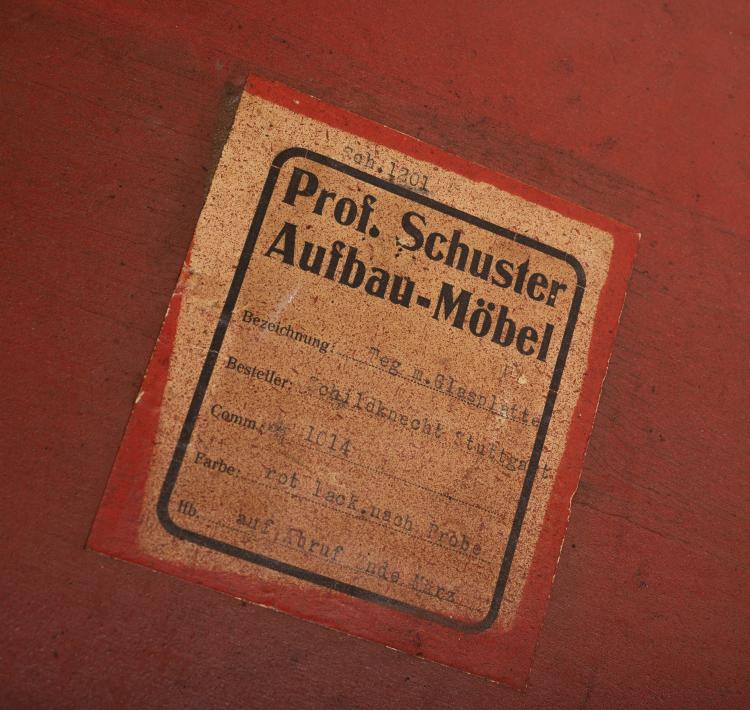 Sch.1201
Prof. Schuster
Aufbau-Möbel
Bezeichnung: Teg m.Glasplatte
Besteller: Schildknecht Stuttgart
Comm.: 1014
Farbe: rot lack.nach Probe
Hb. auf Abruf Ende März